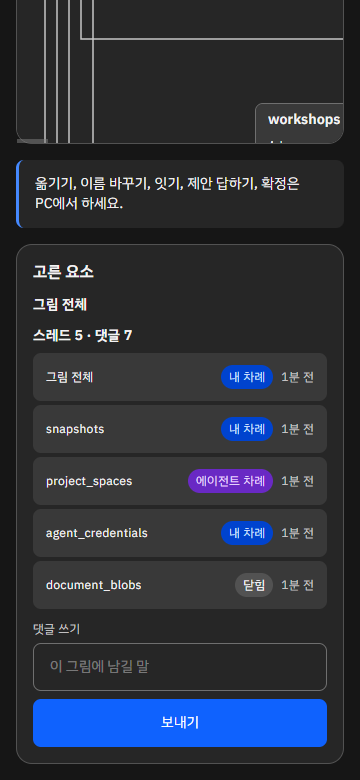 workshops
옮기기, 이름 바꾸기, 잇기, 제안 답하기, 확정은
PC에서 하세요.
고른 요소
그림 전체
스레드 5 · 댓글 7
그림 전체 내 차례 1분 전
snapshots 내 차례 1분 전
project_spaces 에이전트 차례 1분 전
agent_credentials 내 차례 1분 전
document_blobs 닫힘 1분 전
댓글 쓰기
이 그림에 남길 말
보내기